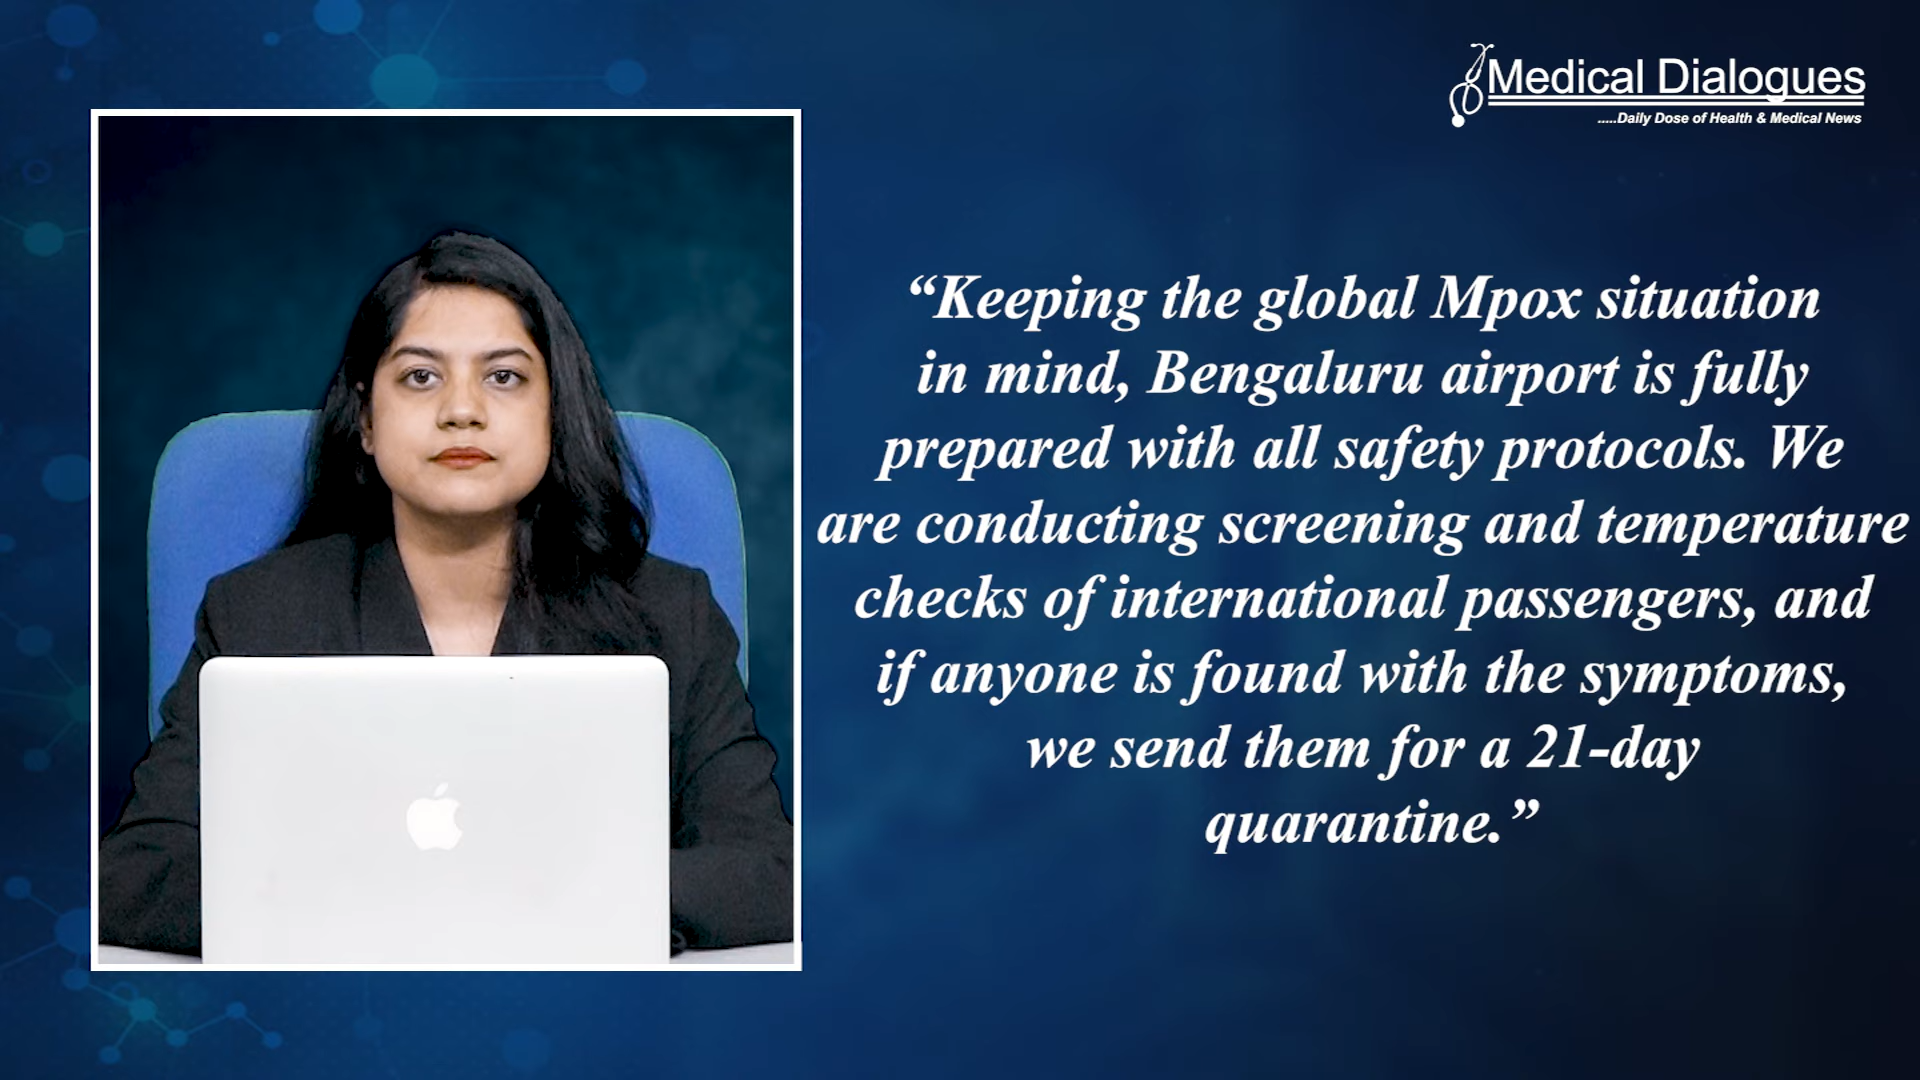 Medical Dialogues
.....Daily Dose of Health & Medical News
“Keeping the global Mpox situation
in mind, Bengaluru airport is fully
prepared with all safety protocols. We
are conducting screening and temperature
checks of international passengers, and
if anyone is found with the symptoms,
we send them for a 21-day
quarantine.”